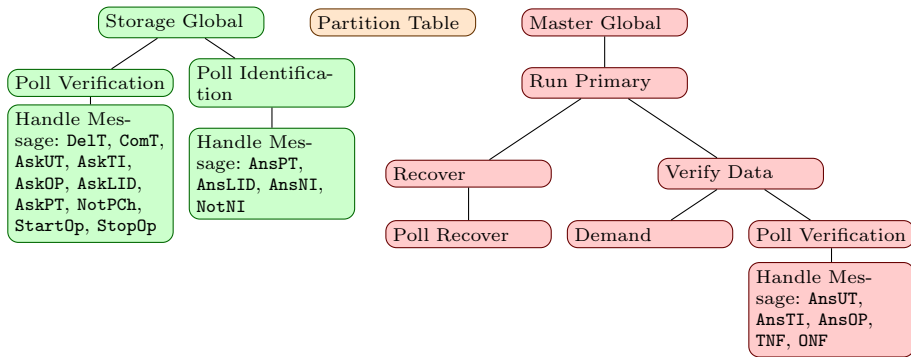 Storage Global
Partition Table
Master Global
Poll Verification
Poll Identifica-
tion
Run Primary
Handle Mes-
sage: DelT, ComT,
AskUT, AskTI,
AskOP, AskLID,
AskPT, NotPCh,
StartOp, StopOp
Handle Mes-
sage: AnsPT,
AnsLID, AnsNI,
NotNI
Recover
Verify Data
Poll Recover
Demand
Poll Verification
Handle Mes-
sage: AnsUT,
AnsTI, AnsOP,
TNF, ONF